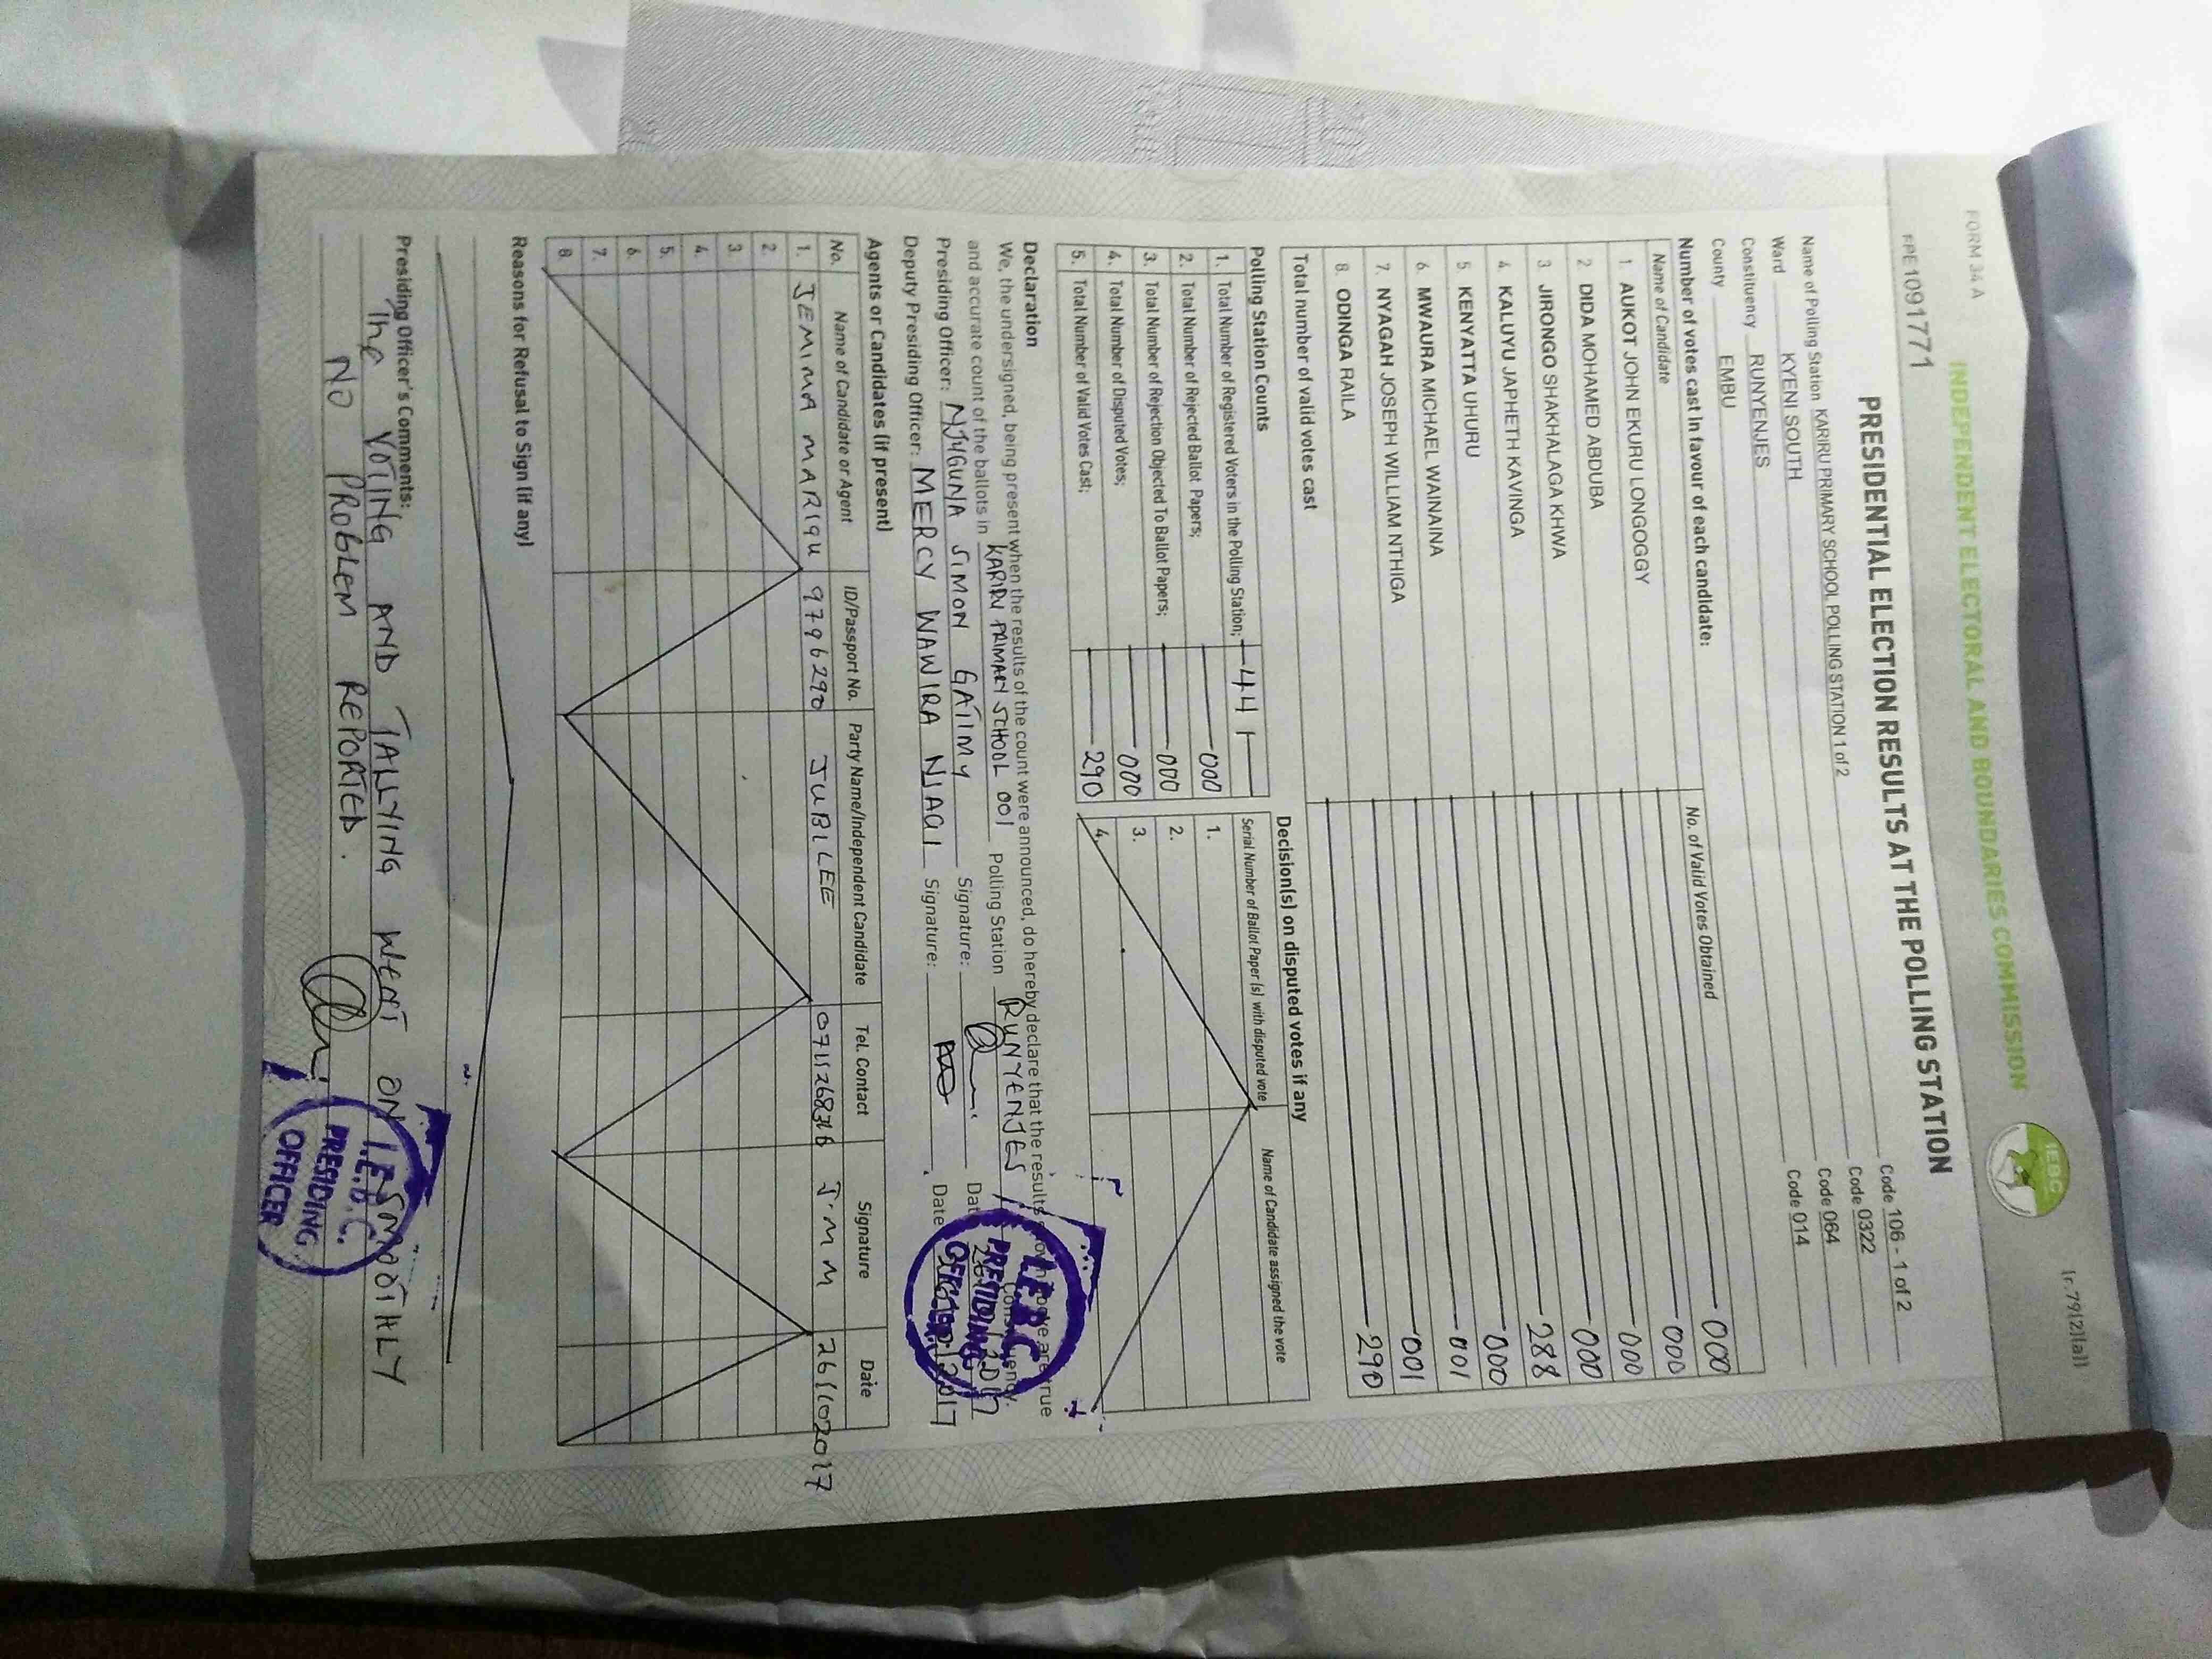 FORM 34 A
(r.79(2)(a))
INDEPENDENT ELECTORAL AND BOUNDARIES COMMISSION
IEBC
FPE1091771
PRESIDENTIAL ELECTION RESULTS AT THE POLLING STATION
Name of Polling Station KARIRU PRIMARY SCHOOL POLLING STATION 1 of 2 Code 106 - 1 of 2
Ward KYENI SOUTH Code 0322
Constituency RUNYENJES Code 064
County EMBU Code 014
Number of votes cast in favour of each candidate:
Name of Candidate No. of Valid Votes Obtained
1. AUKOT JOHN EKURU LONGOGGY 000
2. DIDA MOHAMED ABDUBA 000
3 JIRONGO SHAKHALAGA KHWA 000
4. KALUYU JAPHETH KAVINGA 000
5. KENYATTA UHURU 288
6. MWAURA MICHAEL WAINAINA 000
7. NYAGAH JOSEPH WILLIAM NTHIGA 001
8. ODINGA RAILA 001
Total number of valid votes cast 290
Polling Station Counts
1. Total Number of Registered Voters in the Polling Station; 441
2. Total Number of Rejected Ballot Papers; 000
3. Total Number of Rejection Objected To Ballot Papers; 000
4. Total Number of Disputed Votes; 000
5. Total Number of Valid Votes Cast; 290
Decision(s) on disputed votes if any
Serial Number of Ballot Paper (s) with disputed vote Name of Candidate assigned the vote
1.
2.
3.
4.
Declaration
We, the undersigned, being present when the results of the count were announced, do hereby declare that the results shown above are true
and accurate count of the ballots in KARIRU PRIMARY SCHOOL 001 Polling Station RUNYENJES Constituency.
Presiding Officer: NJUGUNA SIMON GATIMU Signature: Date
Deputy Presiding Officer: MERCY WAWIRA NJAGI Signature: Date
I.E.B.C.
PRESIDING
OFFICER
Agents or Candidates (if present)
No. Name of Candidate or Agent ID/Passport No. Party Name/Independent Candidate Tel. Contact Signature Date
1. JEMIMA MARIGU 9796290 JUBILEE J.M.M 26/10/2017
2.
3.
4.
5.
6.
7.
8.
Reasons for Refusal to Sign (if any)
Presiding Officer's Comments:
The VOTING AND TALLYING WENT ON SMOOTHLY
NO PROBLEM REPORTED.
I.E.B.C.
PRESIDING
OFFICER